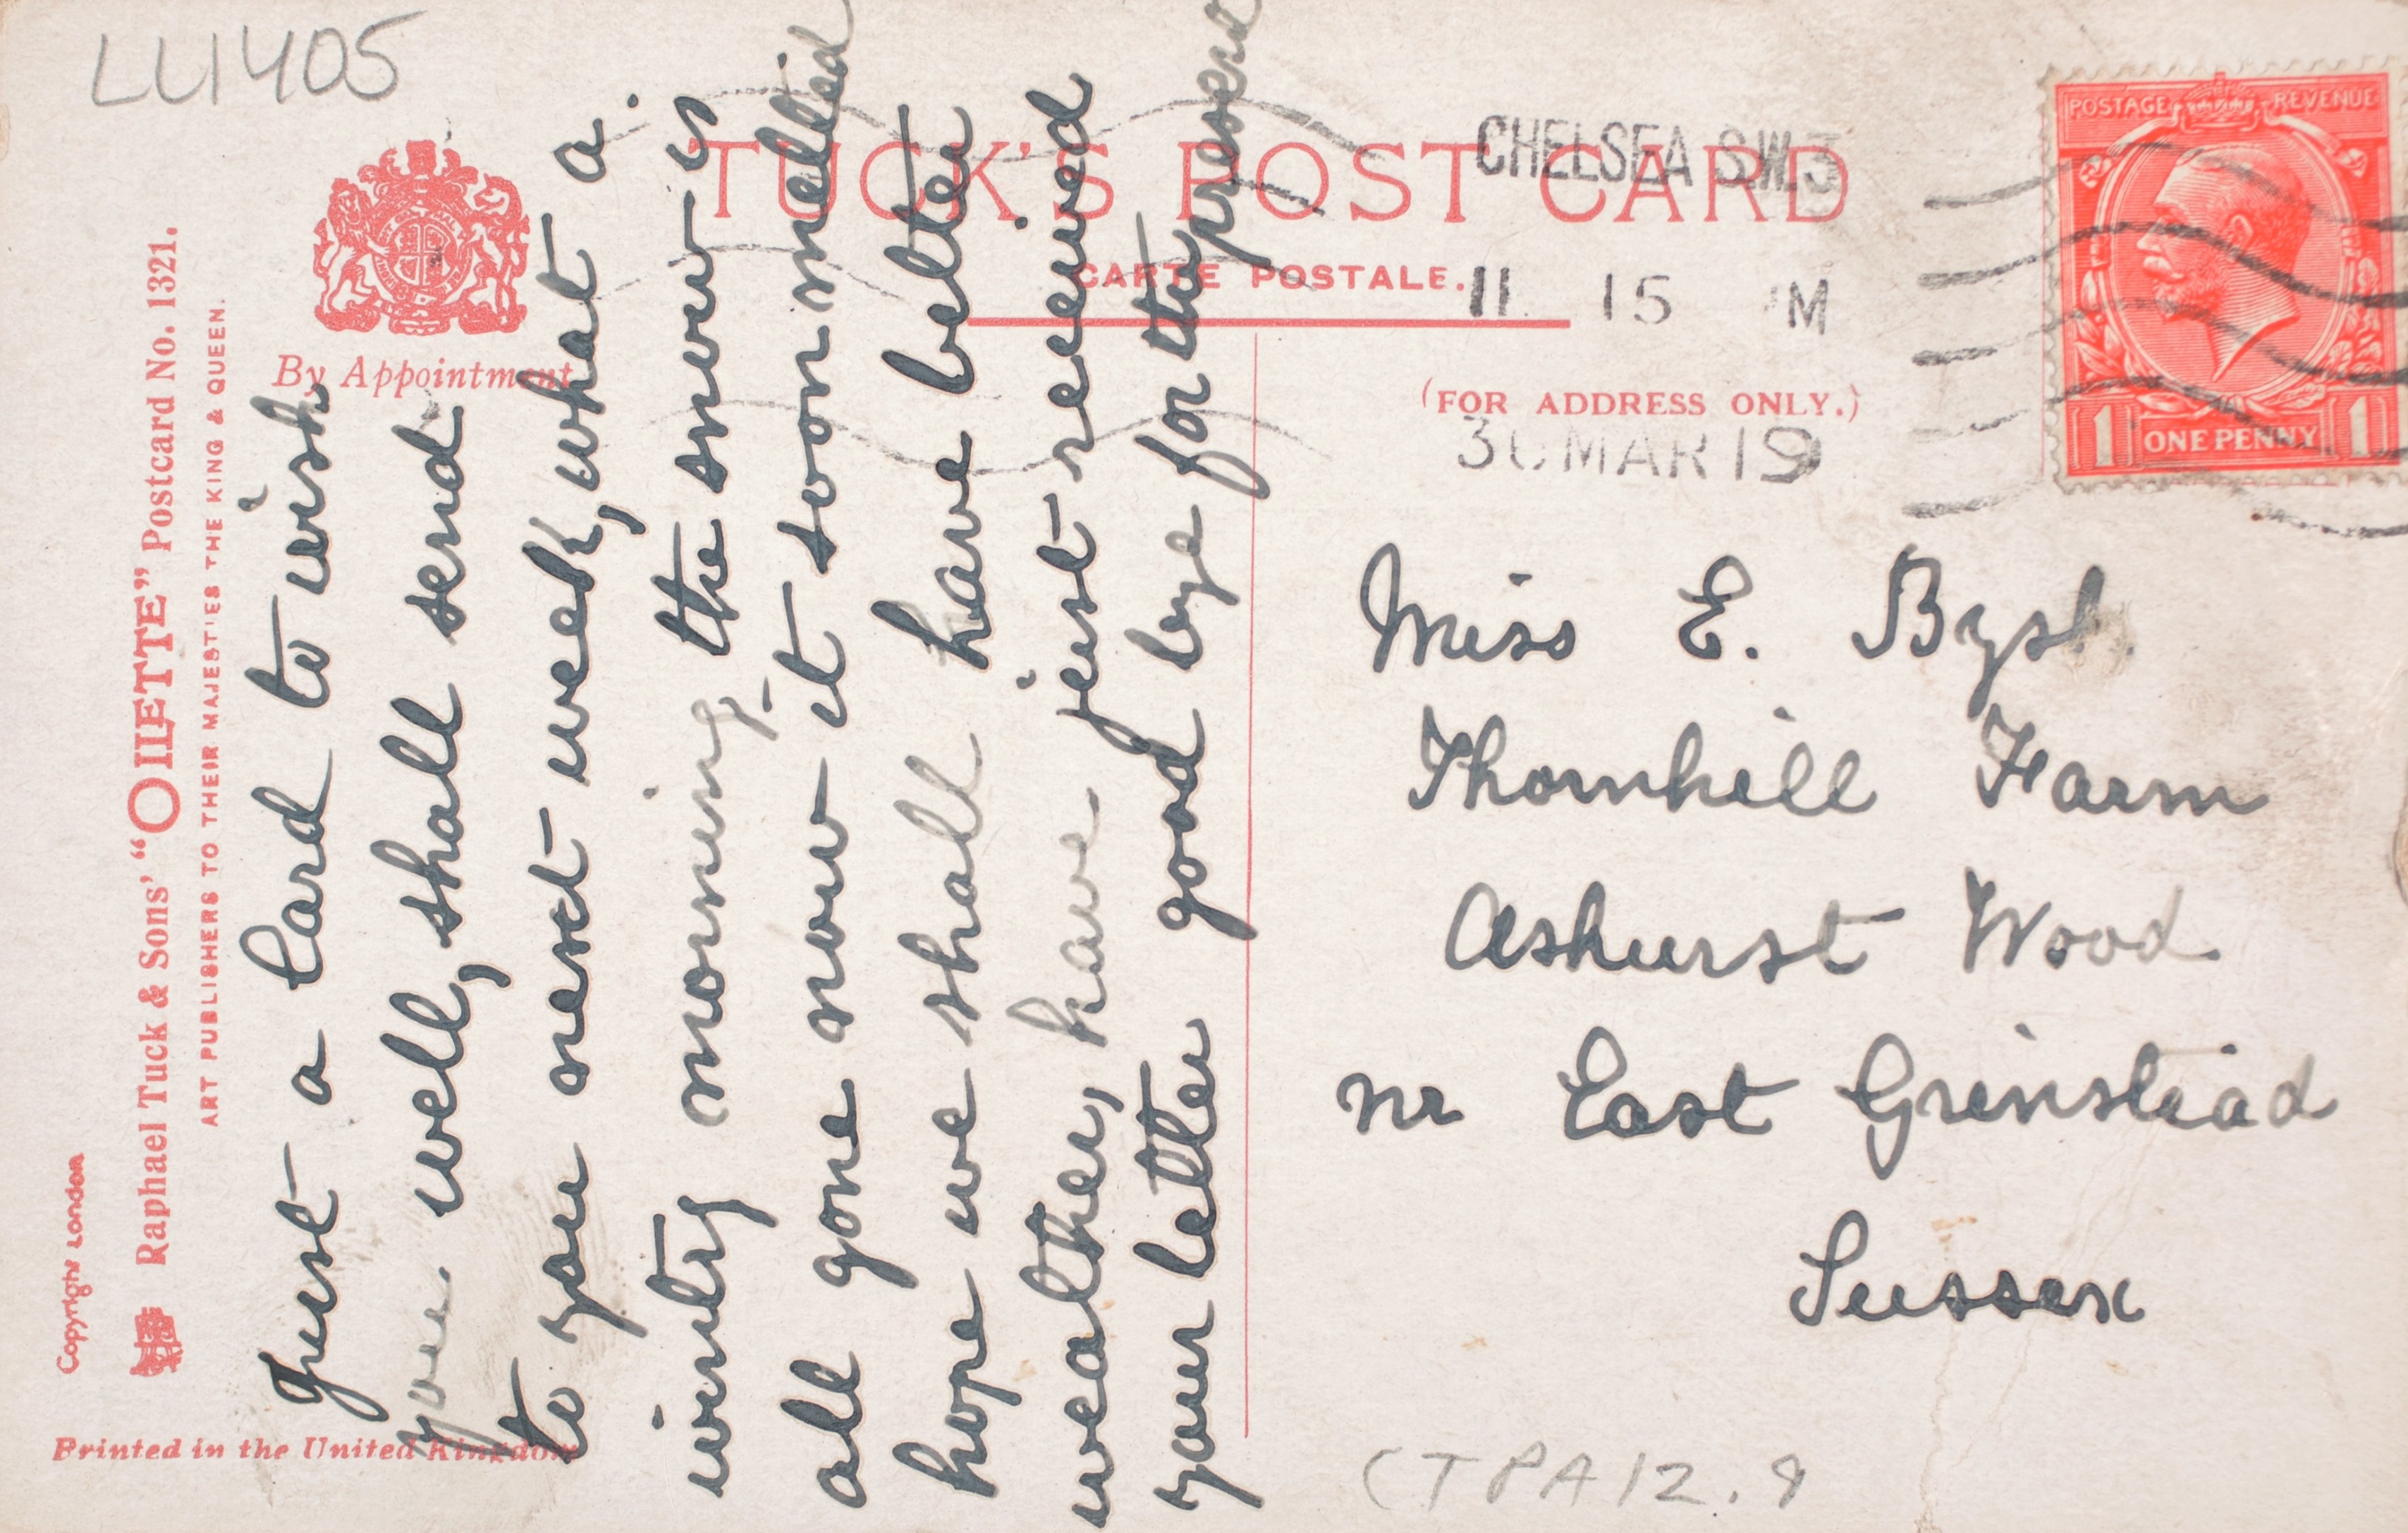 LL1405
Copyright London
Raphael Tuck & Sons' "OILETTE" Postcard No. 1321.
ART PUBLISHERS TO THEIR MAJESTIES THE KING & QUEEN.
By Appointment
Printed in the United Kingdom
TUCK'S POST CARD
CARTE POSTALE.
(FOR ADDRESS ONLY.)
CHELSEA S.W.3
11 15 M
30 MAR 19
POSTAGE REVENUE
1 ONE PENNY 1
Just a Card to wish
you well, shall send
to you next week, what a
wintry morning the snow is
all gone now it soon melted
hope we shall have better
weather, have just received
your letter good bye for the present
Miss E. Bysh
Thornhill Farm
Ashurst Wood
nr East Grinstead
Sussex
CTPA12.9